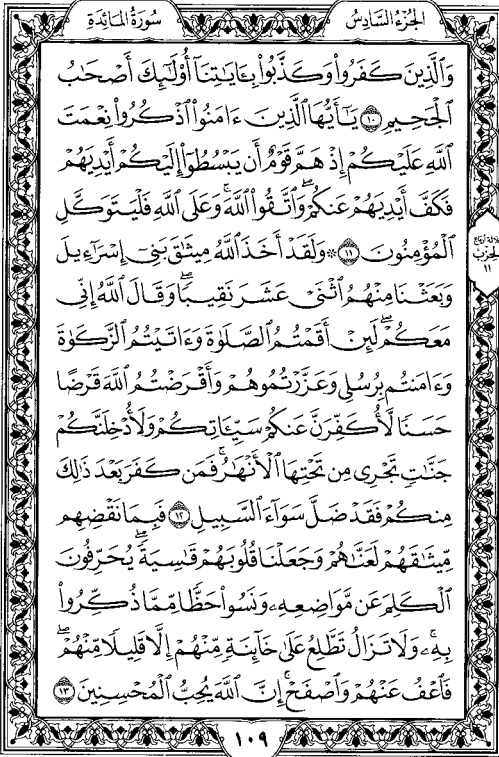 الجُزْءُ السَّادِسُ
سُورَةُ المَائِدَةِ
وَالَّذِينَ كَفَرُوا۟ وَكَذَّبُوا۟ بِـَٔايَـٰتِنَآ أُو۟لَـٰٓئِكَ أَصْحَـٰبُ
ٱلْجَحِيمِ ١٠ يَـٰٓأَيُّهَا ٱلَّذِينَ ءَامَنُوا۟ ٱذْكُرُوا۟ نِعْمَتَ
ٱللَّهِ عَلَيْكُمْ إِذْ هَمَّ قَوْمٌ أَن يَبْسُطُوٓا۟ إِلَيْكُمْ أَيْدِيَهُمْ
فَكَفَّ أَيْدِيَهُمْ عَنكُمْ ۖ وَٱتَّقُوا۟ ٱللَّهَ ۚ وَعَلَى ٱللَّهِ فَلْيَتَوَكَّلِ
ٱلْمُؤْمِنُونَ ١١ ۞ وَلَقَدْ أَخَذَ ٱللَّهُ مِيثَـٰقَ بَنِىٓ إِسْرَٰٓءِيلَ
وَبَعَثْنَا مِنْهُمُ ٱثْنَىْ عَشَرَ نَقِيبًا ۖ وَقَالَ ٱللَّهُ إِنِّى
مَعَكُمْ ۖ لَئِنْ أَقَمْتُمُ ٱلصَّلَوٰةَ وَءَاتَيْتُمُ ٱلزَّكَوٰةَ
وَءَامَنتُم بِرُسُلِى وَعَزَّرْتُمُوهُمْ وَأَقْرَضْتُمُ ٱللَّهَ قَرْضًا
حَسَنًا لَّأُكَفِّرَنَّ عَنكُمْ سَيِّـَٔاتِكُمْ وَلَأُدْخِلَنَّكُمْ
جَنَّـٰتٍ تَجْرِى مِن تَحْتِهَا ٱلْأَنْهَـٰرُ ۚ فَمَن كَفَرَ بَعْدَ ذَٰلِكَ
مِنكُمْ فَقَدْ ضَلَّ سَوَآءَ ٱلسَّبِيلِ ١٢ فَبِمَا نَقْضِهِم
مِّيثَـٰقَهُمْ لَعَنَّـٰهُمْ وَجَعَلْنَا قُلُوبَهُمْ قَـٰسِيَةً ۖ يُحَرِّفُونَ
ٱلْكَلِمَ عَن مَّوَاضِعِهِۦ ۙ وَنَسُوا۟ حَظًّا مِّمَّا ذُكِّرُوا۟
بِهِۦ ۚ وَلَا تَزَالُ تَطَّلِعُ عَلَىٰ خَآئِنَةٍ مِّنْهُمْ إِلَّا قَلِيلًا مِّنْهُمْ ۖ
فَٱعْفُ عَنْهُمْ وَٱصْفَحْ ۚ إِنَّ ٱللَّهَ يُحِبُّ ٱلْمُحْسِنِينَ ١٣
الحِزْب
١١
١٠٩